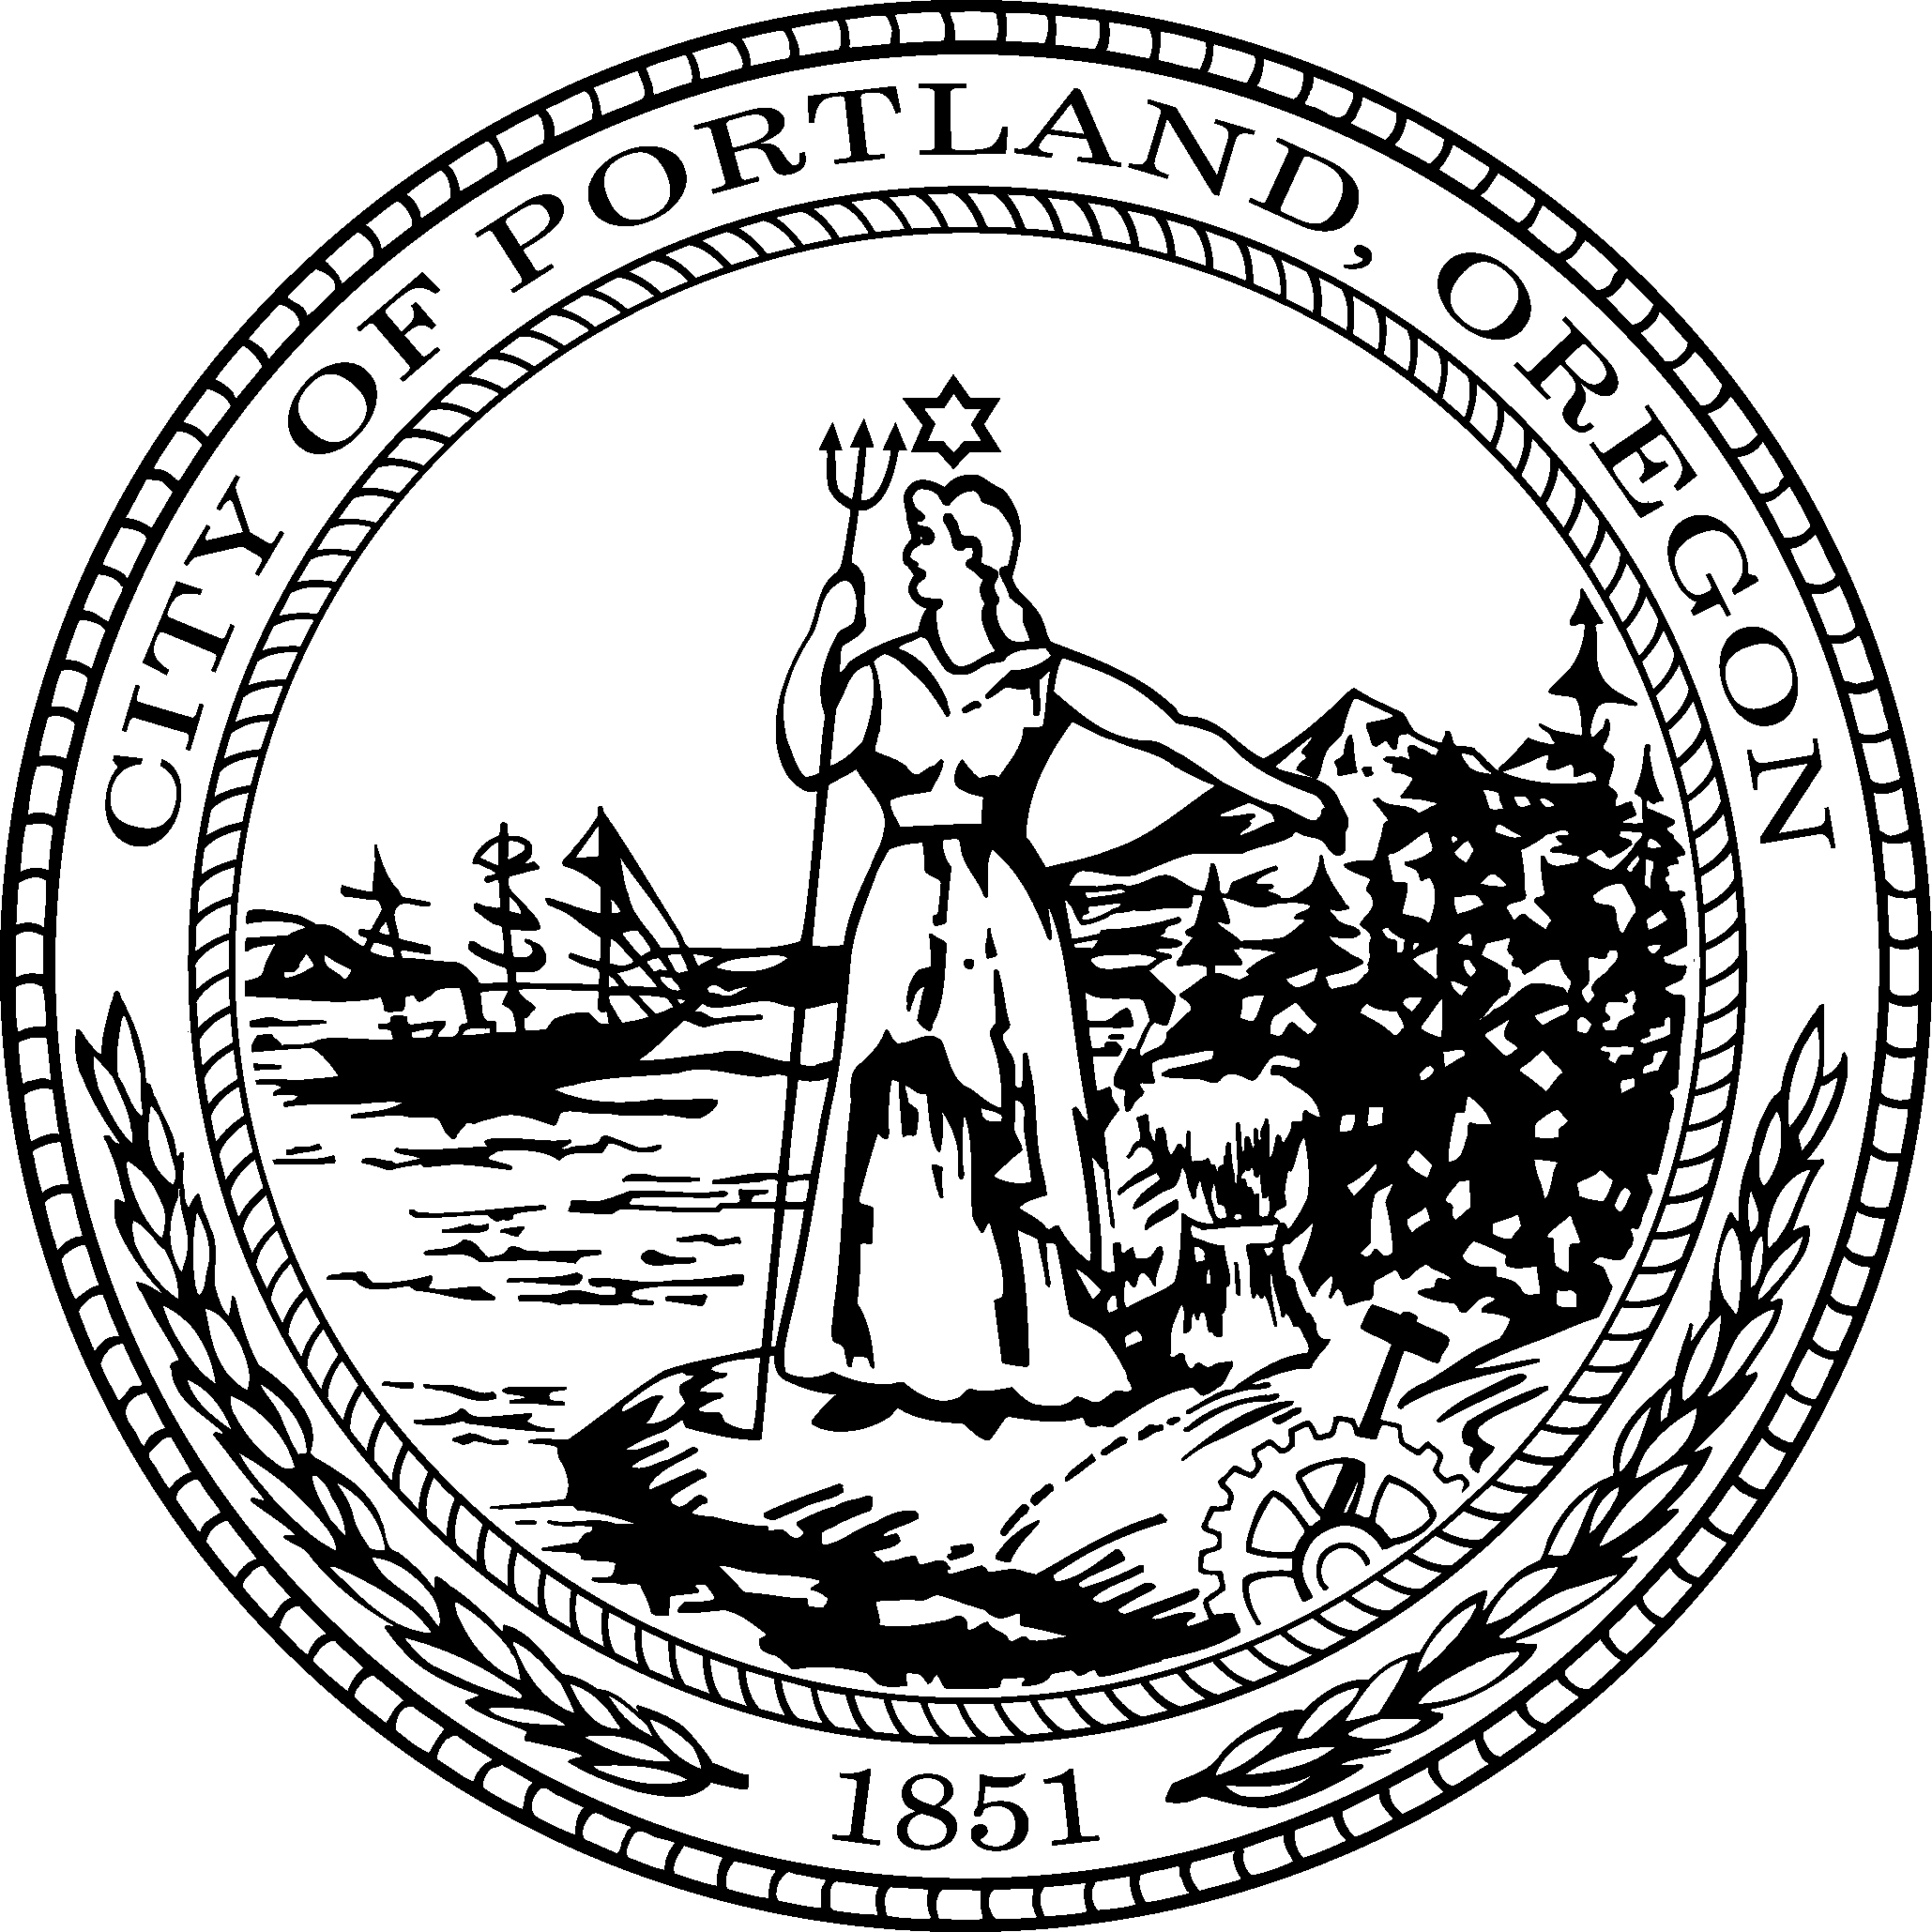 CITY OF PORTLAND, OREGON
1851